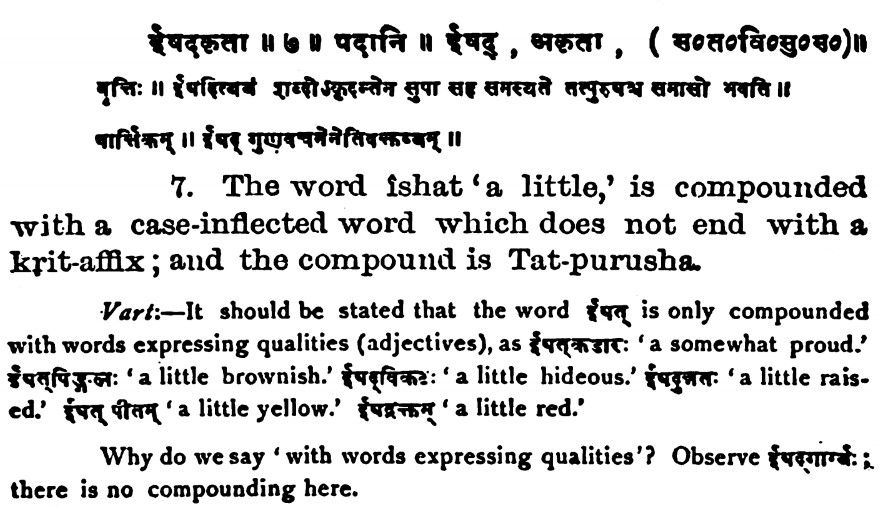 ईषदकृता ॥ ७ ॥ पदानि ॥ ईषद् , अकृता , ( स०त०वि०सु०स०)॥
वृत्तिः ॥ ईषदित्ययं शब्दोऽकृदन्तेन सुपा सह समस्यते तत्पुरुषश्च समासो भवति ॥
वार्त्तिकम् ॥ ईषद् गुणवचनेनेतिवक्तव्यम् ॥
7. The word îshat ‘a little,’ is compounded
with a case-inflected word which does not end with a
kṛit-affix; and the compound is Tat-purusha.
Vart:—It should be stated that the word ईषत् is only compounded
with words expressing qualities (adjectives), as ईषत्कडारः ‘a somewhat proud.’
ईषत्पिङ्गलः ‘a little brownish.’ ईषद्विकटः ‘a little hideous.’ ईषदुन्नतः ‘a little rais-
ed.’ ईषत् पीतम् ‘a little yellow.’ ईषद्रक्तम् ‘a little red.’
Why do we say ‘with words expressing qualities’? Observe ईषद्गार्ग्यः ;
there is no compounding here.